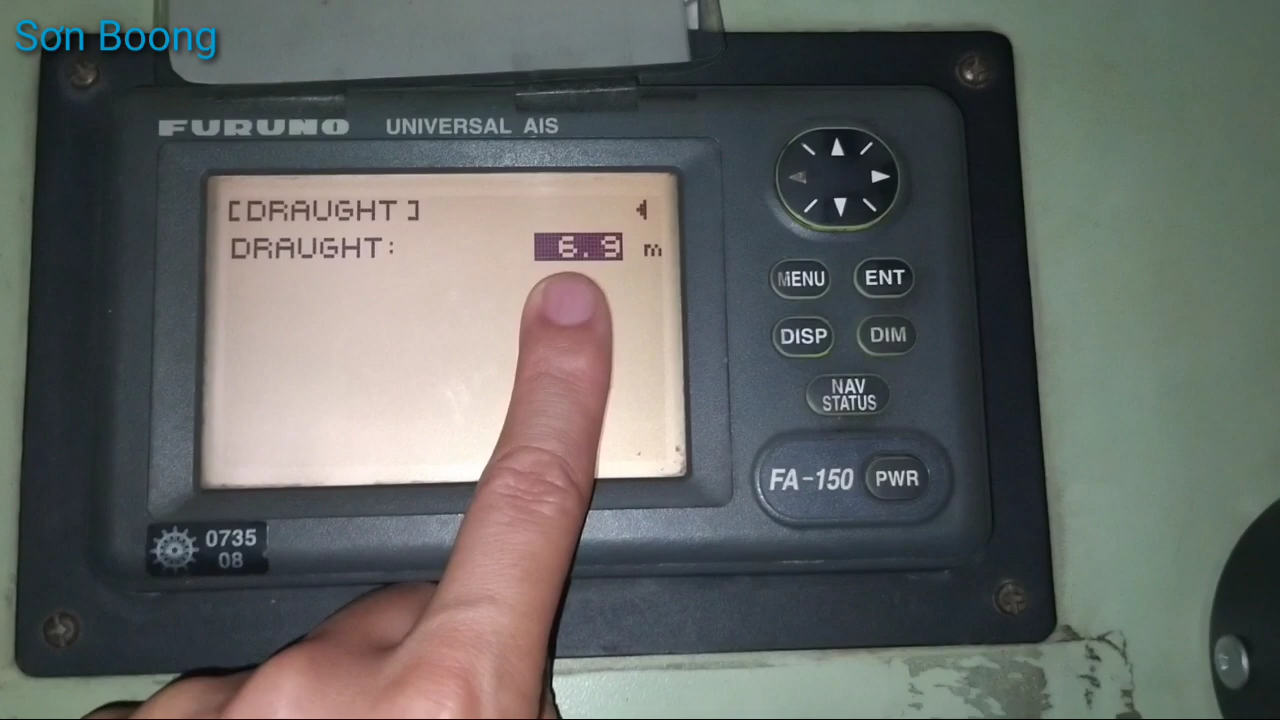 Sơn Boong
FURUNO UNIVERSAL AIS
[DRAUGHT]
DRAUGHT: 6.9 m
MENU ENT
DISP DIM
NAV
STATUS
FA-150 PWR
0735
08